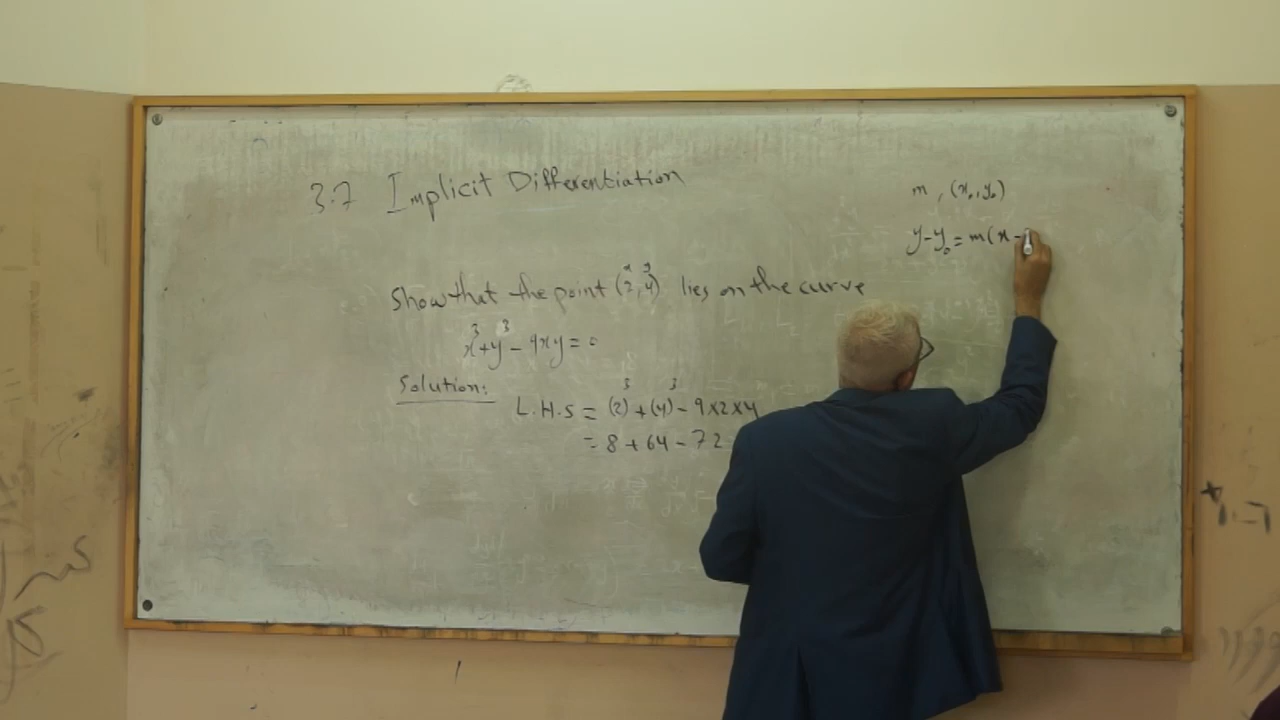 3.7 Implicit Differentiation
m, (x₀, y₀)
y-y₀ = m(x-
x y
Show that the point (2, 4) lies on the curve
x³+y³-9xy=0
Solution:
L.H.S = (2)³+(4)³-9x2x4
= 8+64-72